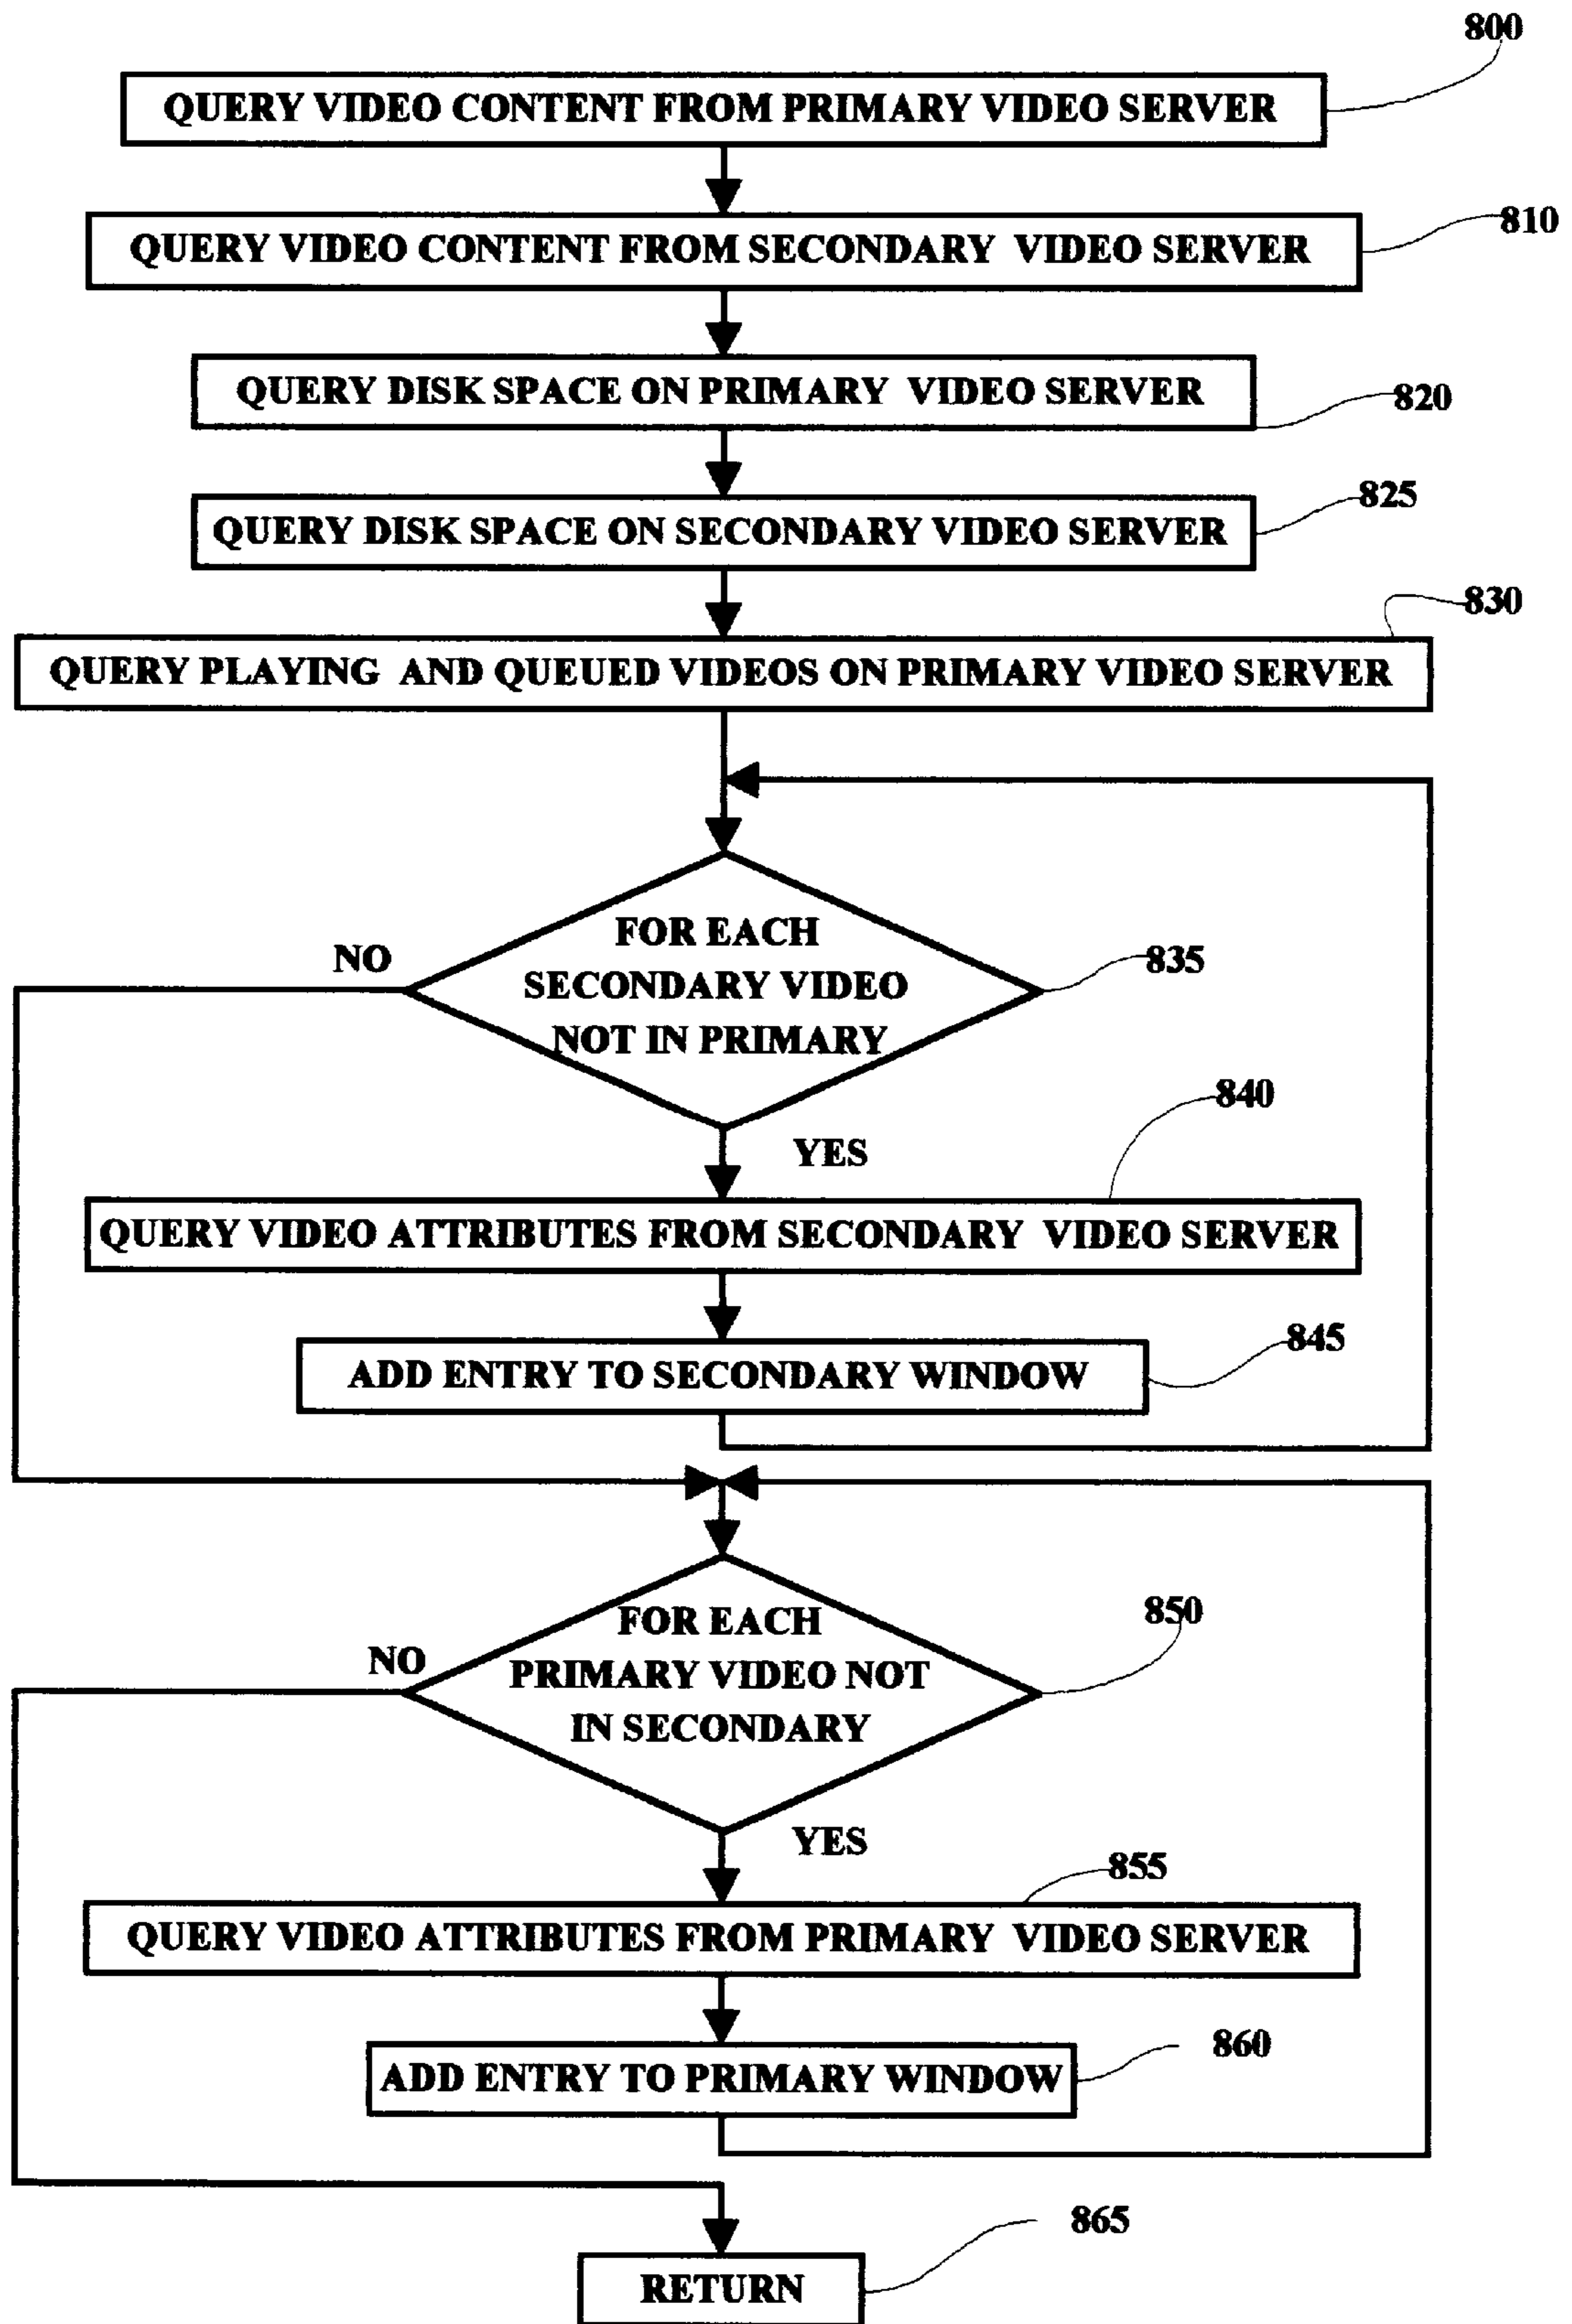 800
QUERY VIDEO CONTENT FROM PRIMARY VIDEO SERVER
810
QUERY VIDEO CONTENT FROM SECONDARY VIDEO SERVER
QUERY DISK SPACE ON PRIMARY VIDEO SERVER
820
825
QUERY DISK SPACE ON SECONDARY VIDEO SERVER
830
QUERY PLAYING AND QUEUED VIDEOS ON PRIMARY VIDEO SERVER
FOR EACH
SECONDARY VIDEO
NOT IN PRIMARY
NO
835
YES
840
QUERY VIDEO ATTRIBUTES FROM SECONDARY VIDEO SERVER
845
ADD ENTRY TO SECONDARY WINDOW
FOR EACH
PRIMARY VIDEO NOT
IN SECONDARY
NO
850
YES
855
QUERY VIDEO ATTRIBUTES FROM PRIMARY VIDEO SERVER
860
ADD ENTRY TO PRIMARY WINDOW
865
RETURN